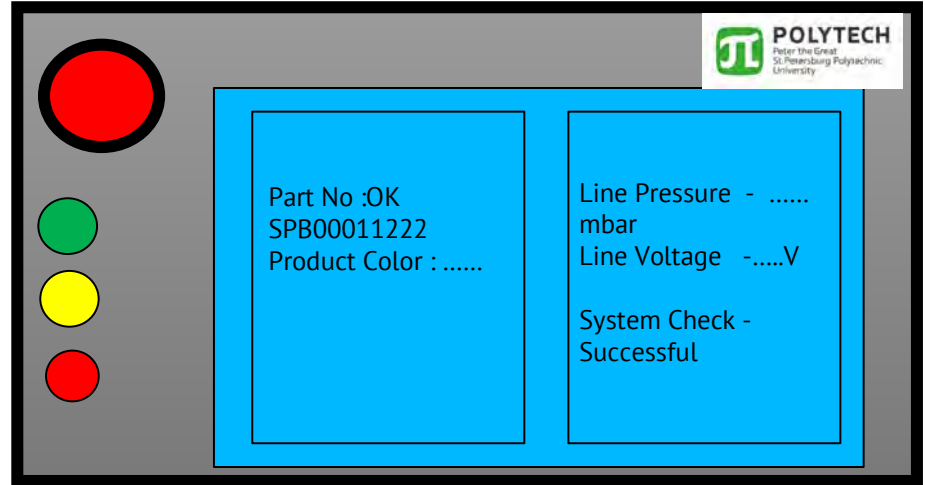 POLYTECH
Peter the Great
St.Petersburg Polytechnic
University
Part No :OK
SPB00011222
Product Color : ......
Line Pressure - ......
mbar
Line Voltage -.....V
System Check -
Successful